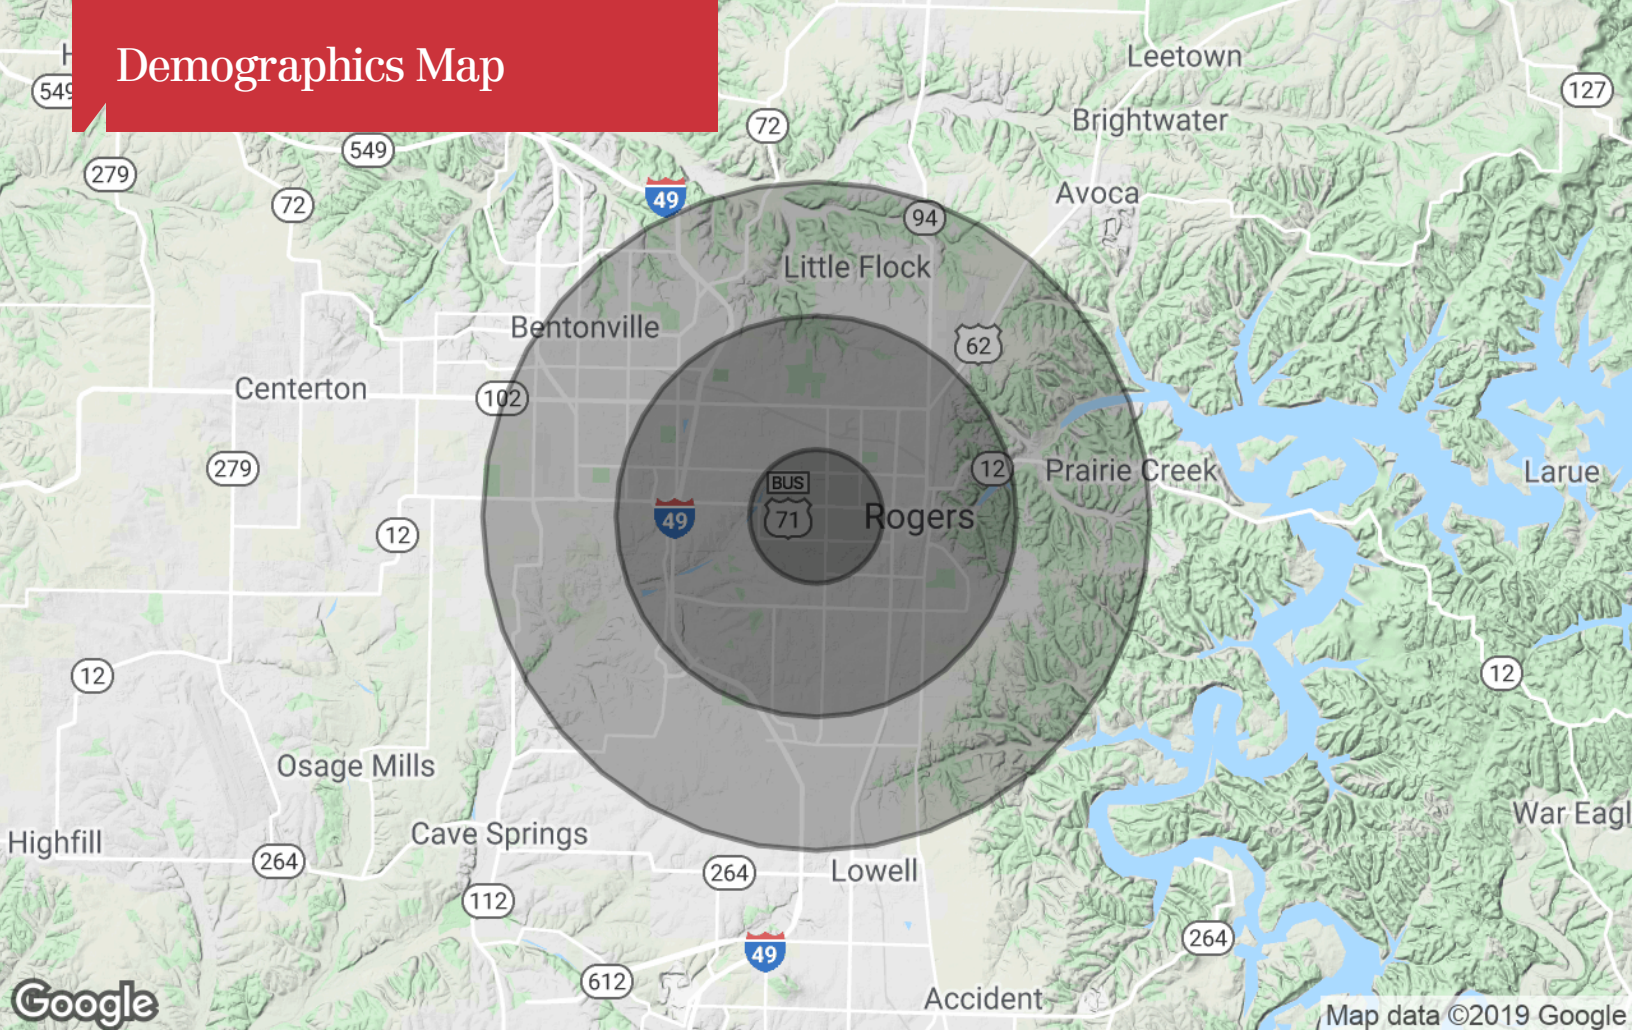 Demographics Map
H
549
279
72
549
72
49
94
Leetown
127
Brightwater
Avoca
Little Flock
Bentonville
62
Centerton
102
279
12
Prairie Creek
Larue
BUS
71
49
Rogers
12
12
12
Osage Mills
Highfill
Cave Springs
War Eagl
264
264
Lowell
112
264
49
612
Accident
Google
Map data ©2019 Google